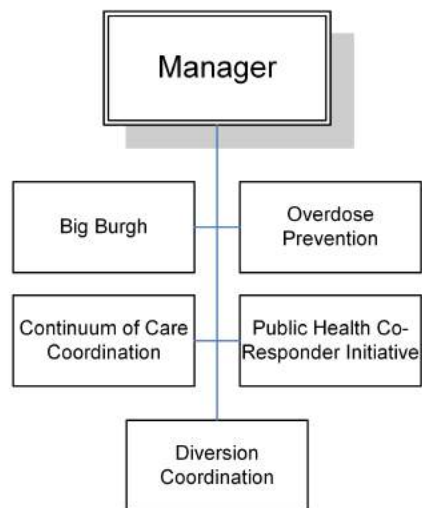 Manager
Big Burgh
Overdose
Prevention
Continuum of Care
Coordination
Public Health Co-
Responder Initiative
Diversion
Coordination